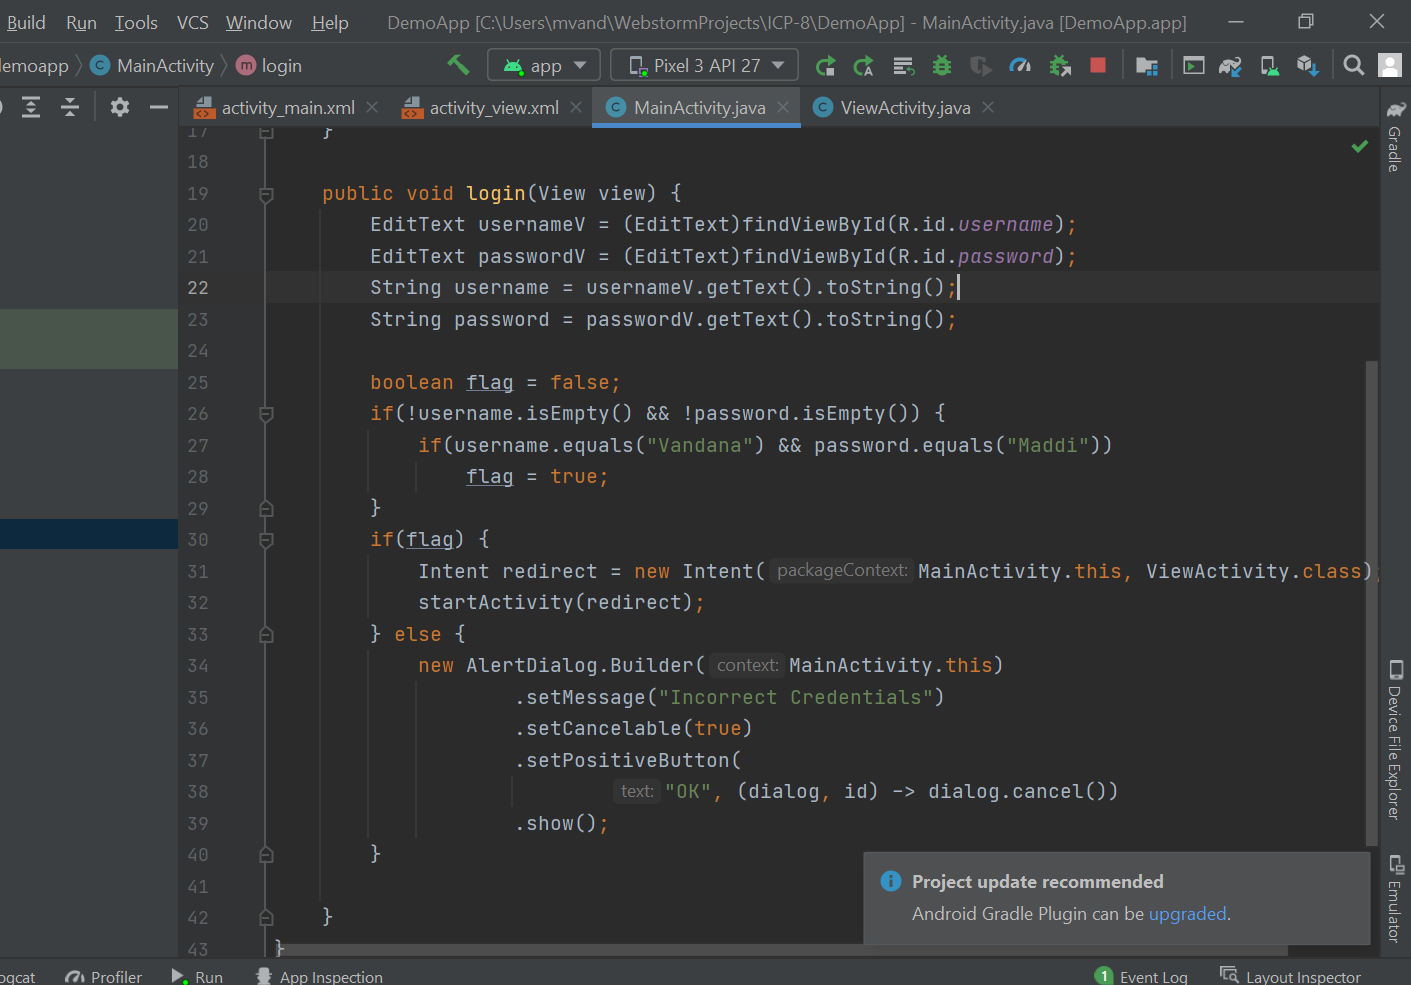 Build Run Tools VCS Window Help DemoApp [C:\Users\mvand\WebstormProjects\ICP-8\DemoApp] - MainActivity.java [DemoApp.app]
demoapp MainActivity login app Pixel 3 API 27
activity_main.xml activity_view.xml MainActivity.java ViewActivity.java
17 }
18
19 public void login(View view) {
20 EditText usernameV = (EditText)findViewById(R.id.username);
21 EditText passwordV = (EditText)findViewById(R.id.password);
22 String username = usernameV.getText().toString();
23 String password = passwordV.getText().toString();
24
25 boolean flag = false;
26 if(!username.isEmpty() && !password.isEmpty()) {
27 if(username.equals("Vandana") && password.equals("Maddi"))
28 flag = true;
29 }
30 if(flag) {
31 Intent redirect = new Intent( packageContext: MainActivity.this, ViewActivity.class);
32 startActivity(redirect);
33 } else {
34 new AlertDialog.Builder( context: MainActivity.this)
35 .setMessage("Incorrect Credentials")
36 .setCancelable(true)
37 .setPositiveButton(
38 text: "OK", (dialog, id) -> dialog.cancel())
39 .show();
40 }
41
42 }
43 }
Project update recommended
Android Gradle Plugin can be upgraded.
Gradle
Device File Explorer
Emulator
ogcat Profiler Run App Inspection 1 Event Log Layout Inspector